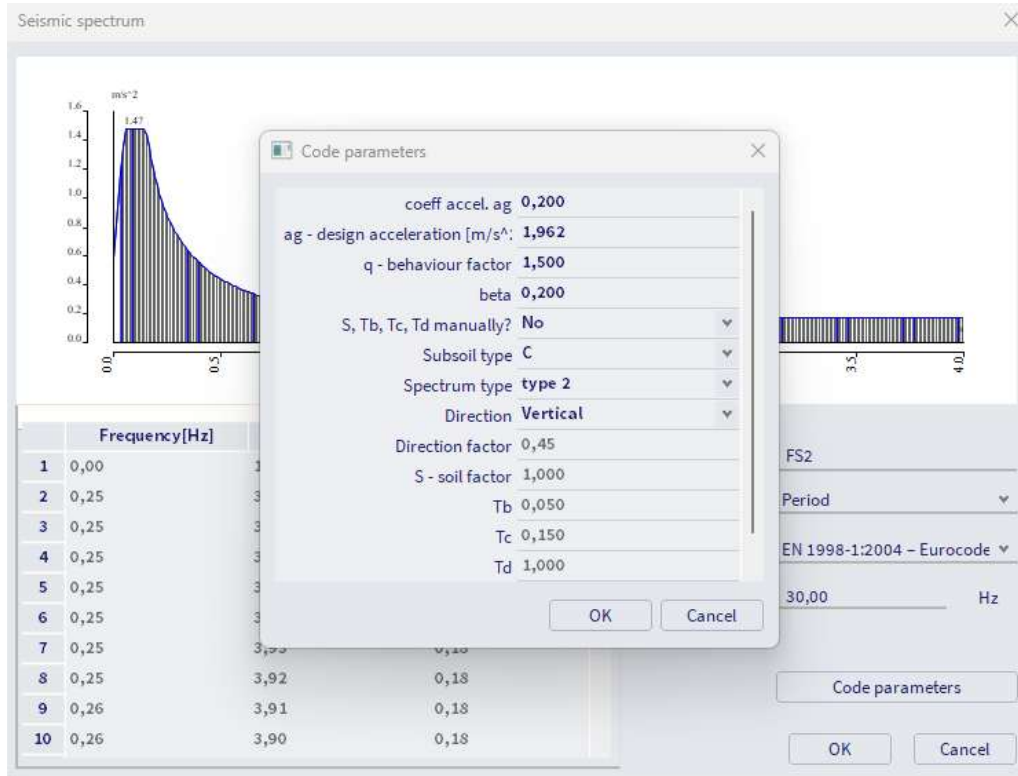 Seismic spectrum
m/s^2
1.6
1.47
1.4
1.2
1.0
0.8
0.6
0.4
0.2
0.0
0.0
0.5
3.5
4.0
Code parameters
coeff accel. ag 0,200
ag - design acceleration [m/s^: 1,962
q - behaviour factor 1,500
beta 0,200
S, Tb, Tc, Td manually? No
Subsoil type C
Spectrum type type 2
Direction Vertical
Direction factor 0,45
S - soil factor 1,000
Tb 0,050
Tc 0,150
Td 1,000
OK Cancel
Frequency[Hz]
1 0,00
2 0,25
3 0,25
4 0,25
5 0,25
6 0,25
7 0,25
8 0,25 3,92 0,18
9 0,26 3,91 0,18
10 0,26 3,90 0,18
FS2
Period
EN 1998-1:2004 – Eurocode
30,00 Hz
Code parameters
OK Cancel